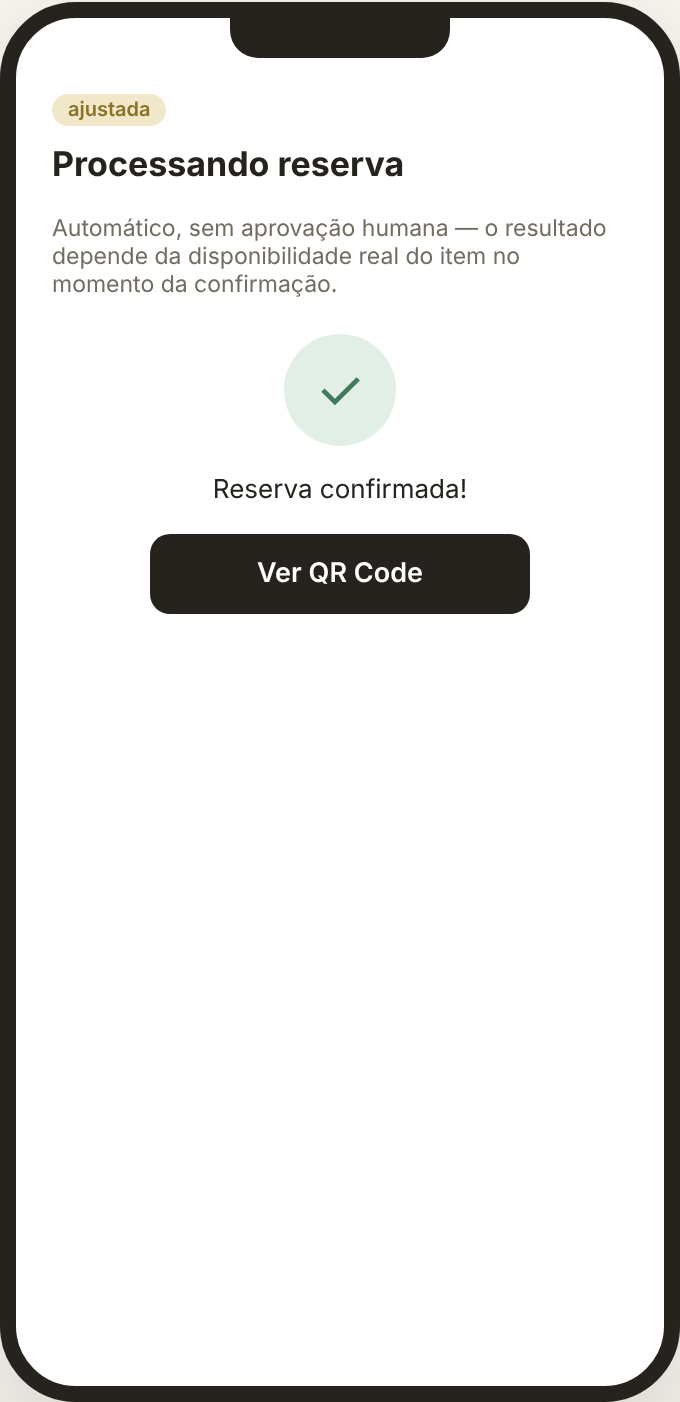 ajustada
Processando reserva
Automático, sem aprovação humana — o resultado
depende da disponibilidade real do item no
momento da confirmação.
Reserva confirmada!
Ver QR Code